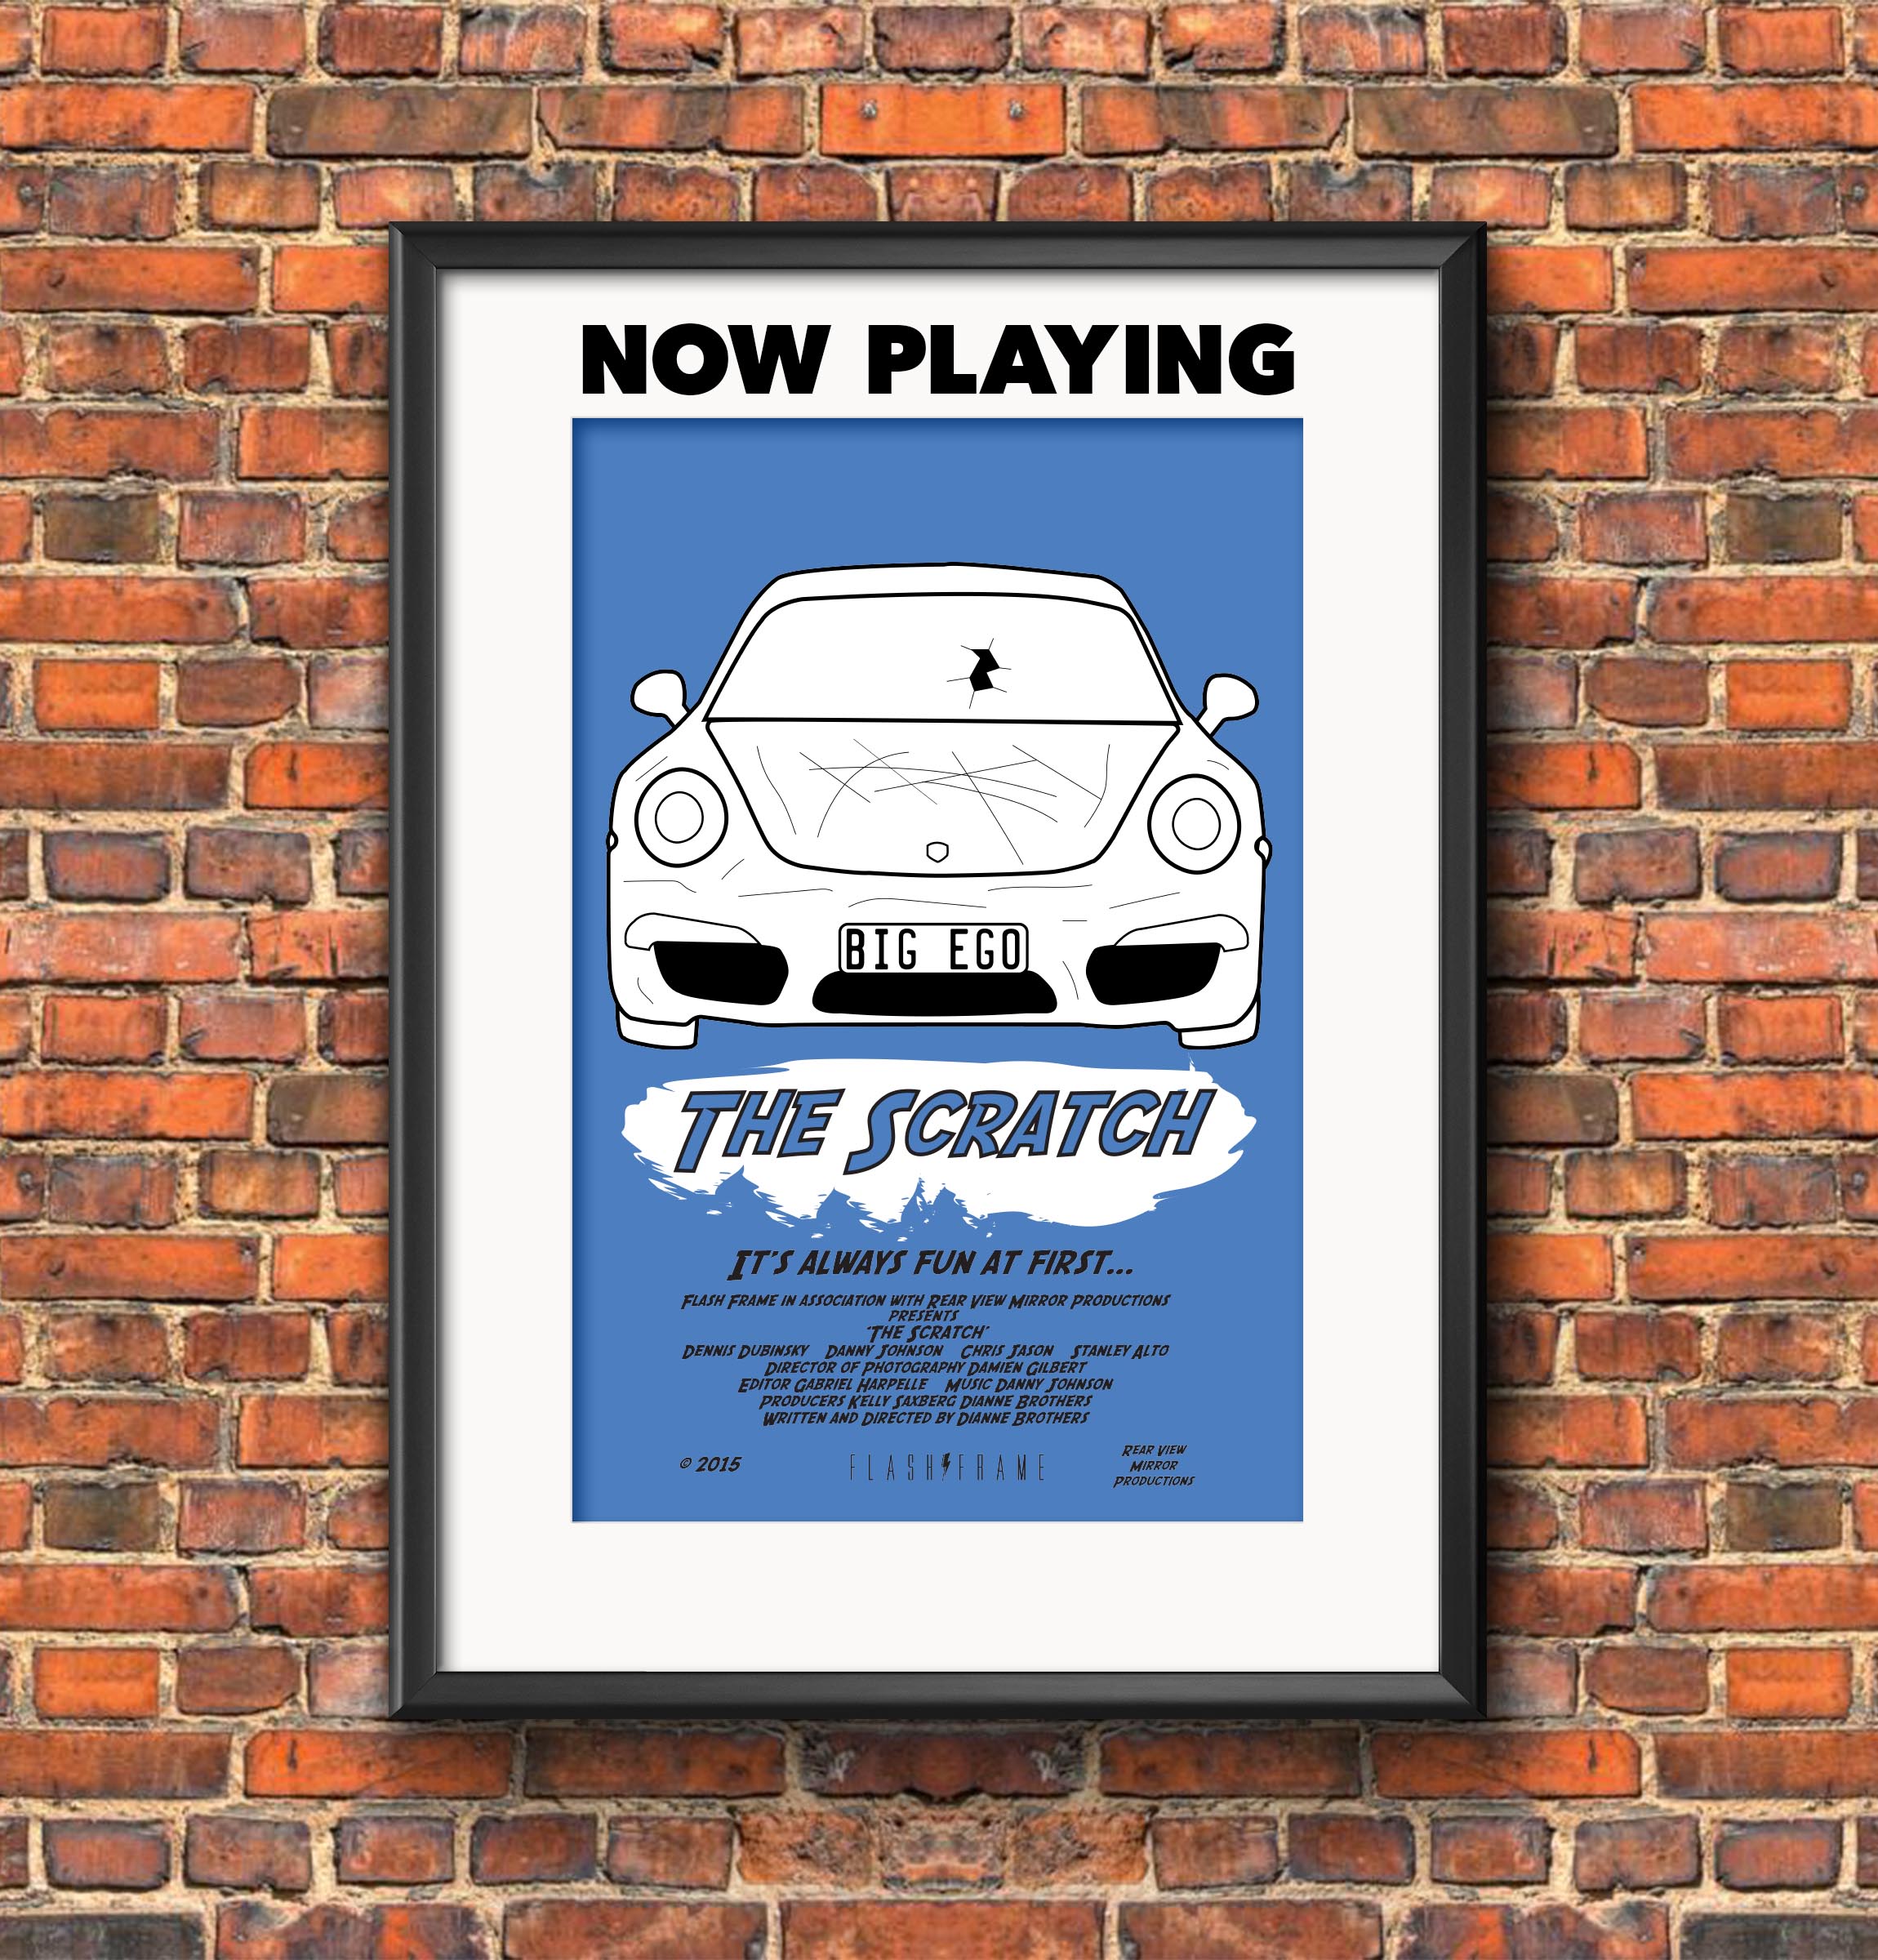 NOW PLAYING
BIG EGO
THE SCRATCH
IT'S ALWAYS FUN AT FIRST...
FLASH FRAME IN ASSOCIATION WITH REAR VIEW MIRROR PRODUCTIONS
PRESENTS
'THE SCRATCH'
DENNIS DUBINSKY DANNY JOHNSON CHRIS JASON STANLEY ALTO
DIRECTOR OF PHOTOGRAPHY DAMIEN GILBERT
EDITOR GABRIEL HARPELLE MUSIC DANNY JOHNSON
PRODUCERS KELLY SAXBERG DIANNE BROTHERS
WRITTEN AND DIRECTED BY DIANNE BROTHERS
© 2015
FLASH FRAME
REAR VIEW
MIRROR
PRODUCTIONS